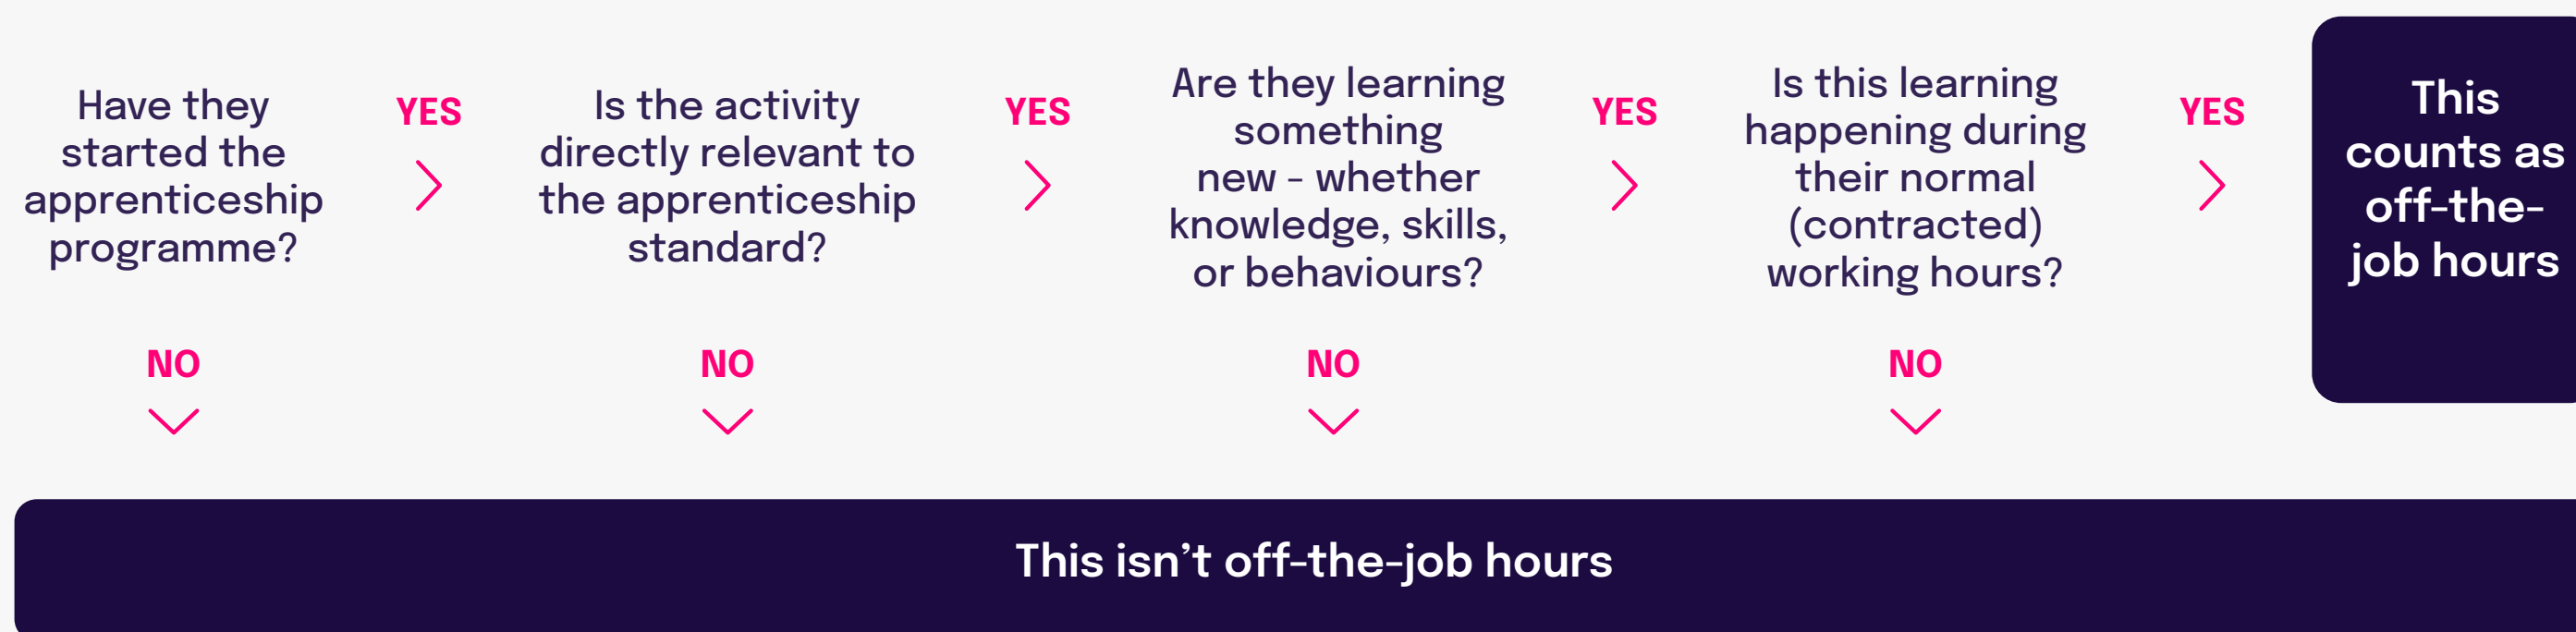 Have they
started the
apprenticeship
programme?
YES
Is the activity
directly relevant to
the apprenticeship
standard?
YES
Are they learning
something
new - whether
knowledge, skills,
or behaviours?
YES
Is this learning
happening during
their normal
(contracted)
working hours?
YES
This
counts as
off-the-
job hours
NO
NO
NO
NO
This isn’t off-the-job hours